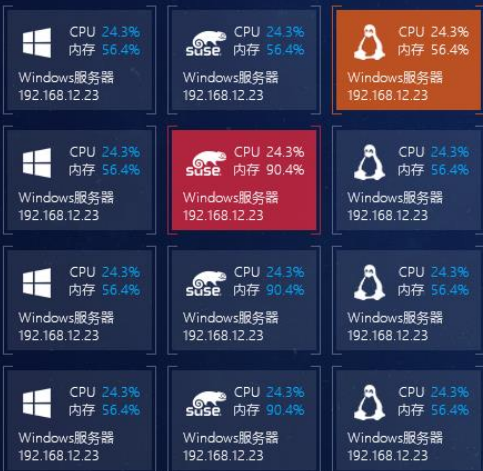 CPU 24.3%
内存 56.4%
Windows服务器
192.168.12.23
suse
CPU 24.3%
内存 56.4%
Windows服务器
192.168.12.23
CPU 24.3%
内存 56.4%
Windows服务器
192.168.12.23
CPU 24.3%
内存 56.4%
Windows服务器
192.168.12.23
suse
CPU 24.3%
内存 90.4%
Windows服务器
192.168.12.23
CPU 24.3%
内存 56.4%
Windows服务器
192.168.12.23
CPU 24.3%
内存 56.4%
Windows服务器
192.168.12.23
suse
CPU 24.3%
内存 90.4%
Windows服务器
192.168.12.23
CPU 24.3%
内存 56.4%
Windows服务器
192.168.12.23
CPU 24.3%
内存 56.4%
Windows服务器
192.168.12.23
suse
CPU 24.3%
内存 90.4%
Windows服务器
192.168.12.23
CPU 24.3%
内存 56.4%
Windows服务器
192.168.12.23